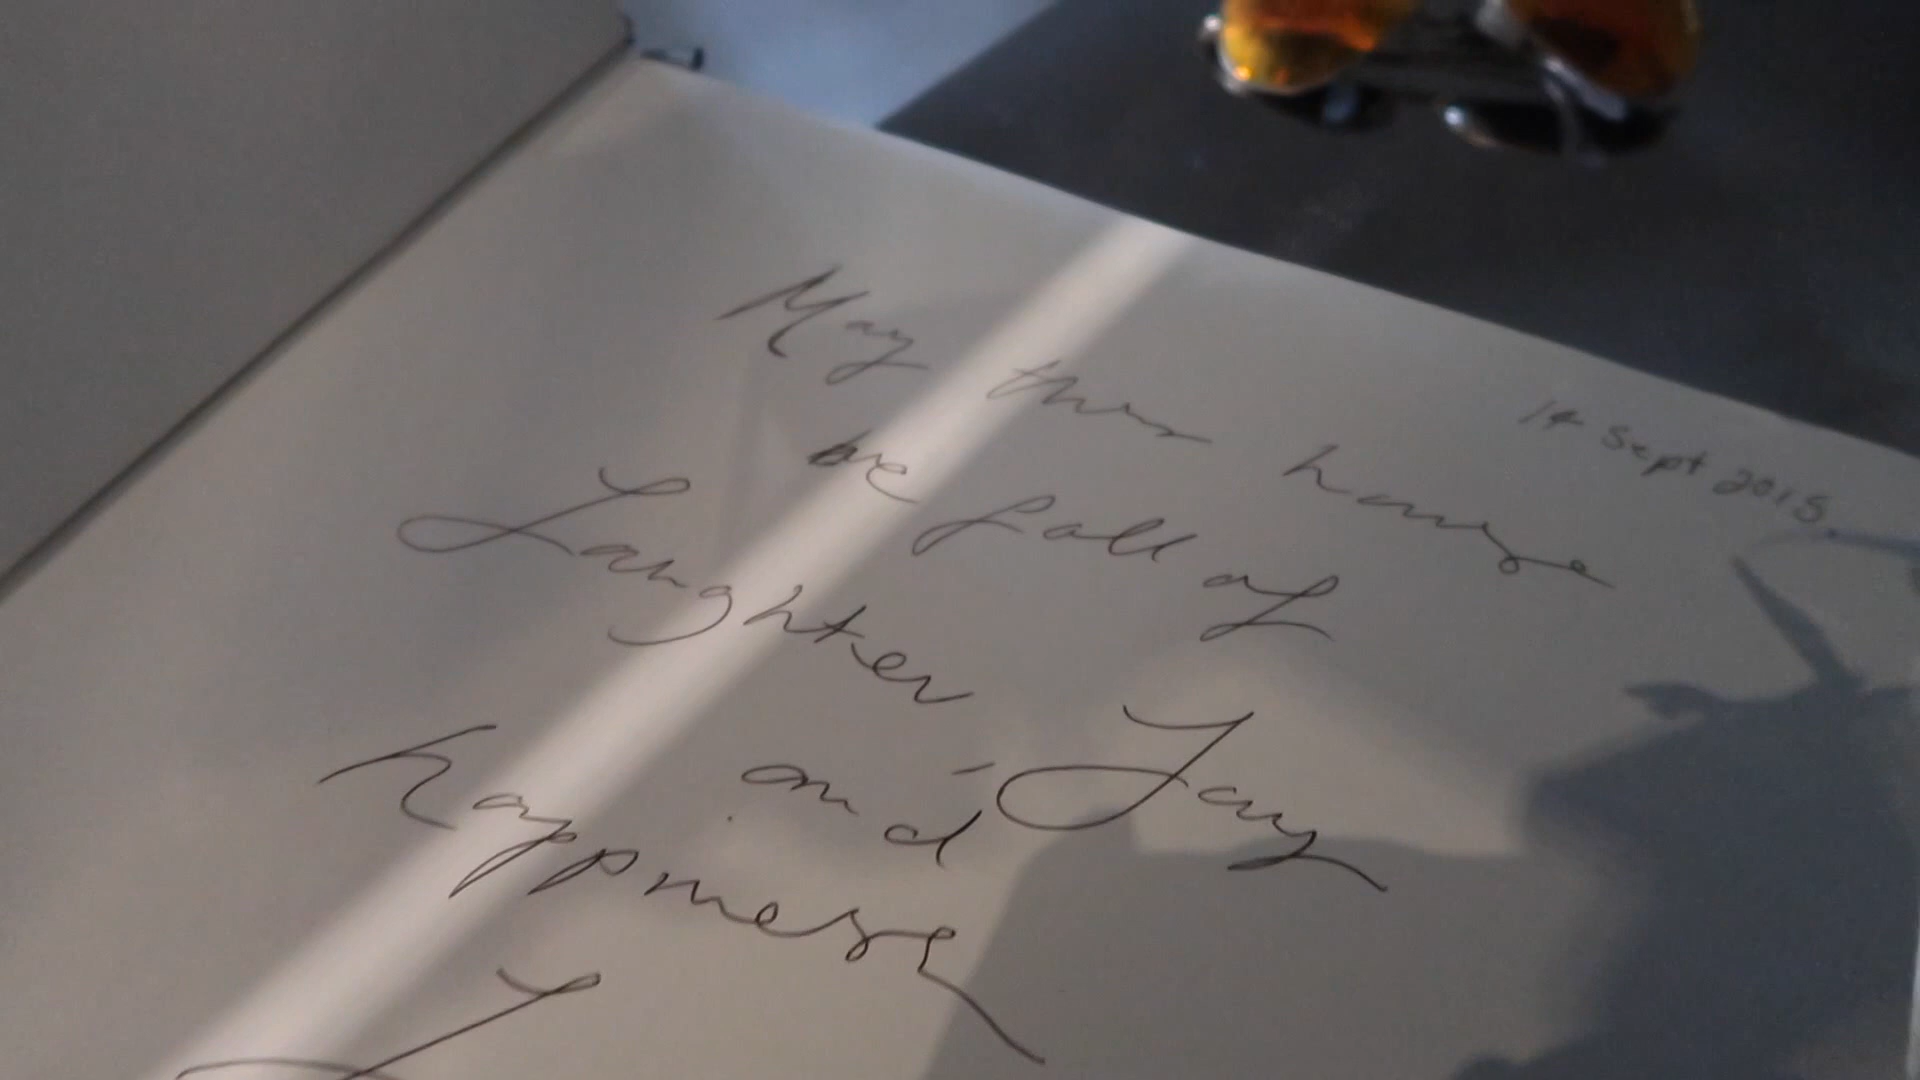 14 Sept 2015
May this house
be full of
Laughter Joy
and
happiness